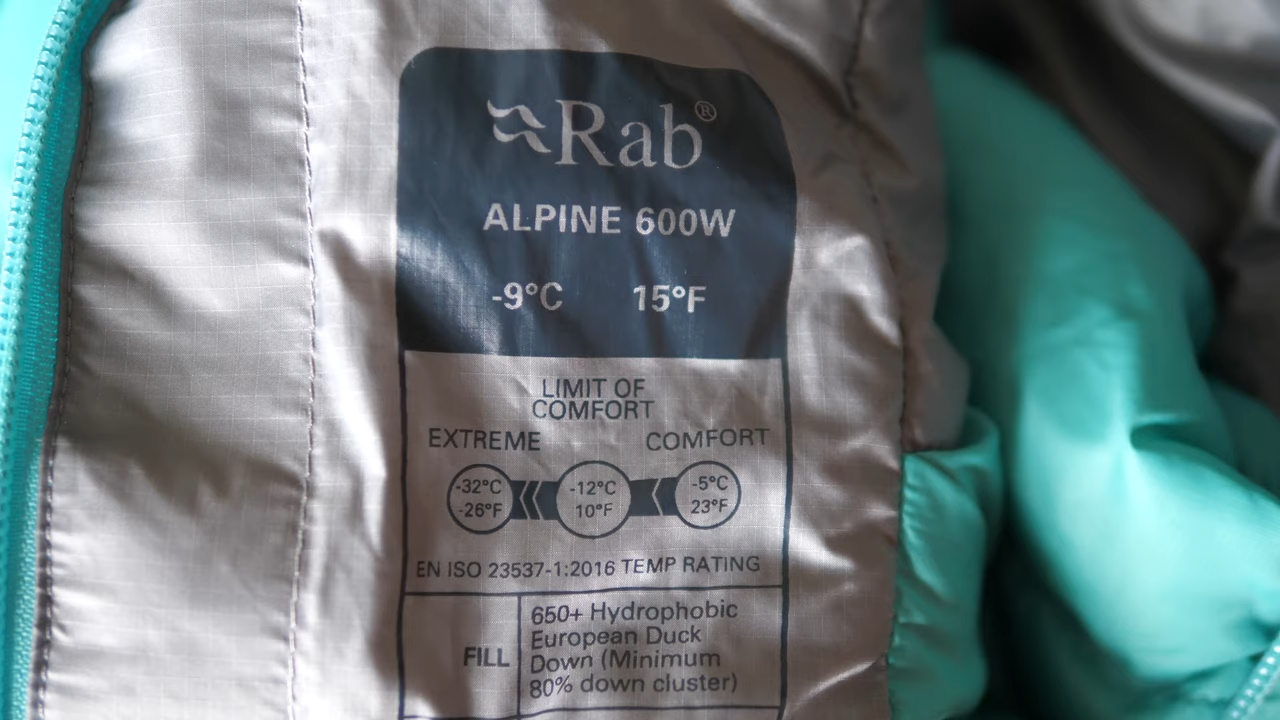 Rab®
ALPINE 600W
-9°C 15°F
LIMIT OF
COMFORT
EXTREME COMFORT
-32°C -12°C -5°C
-26°F 10°F 23°F
EN ISO 23537-1:2016 TEMP RATING
FILL
650+ Hydrophobic
European Duck
Down (Minimum
80% down cluster)